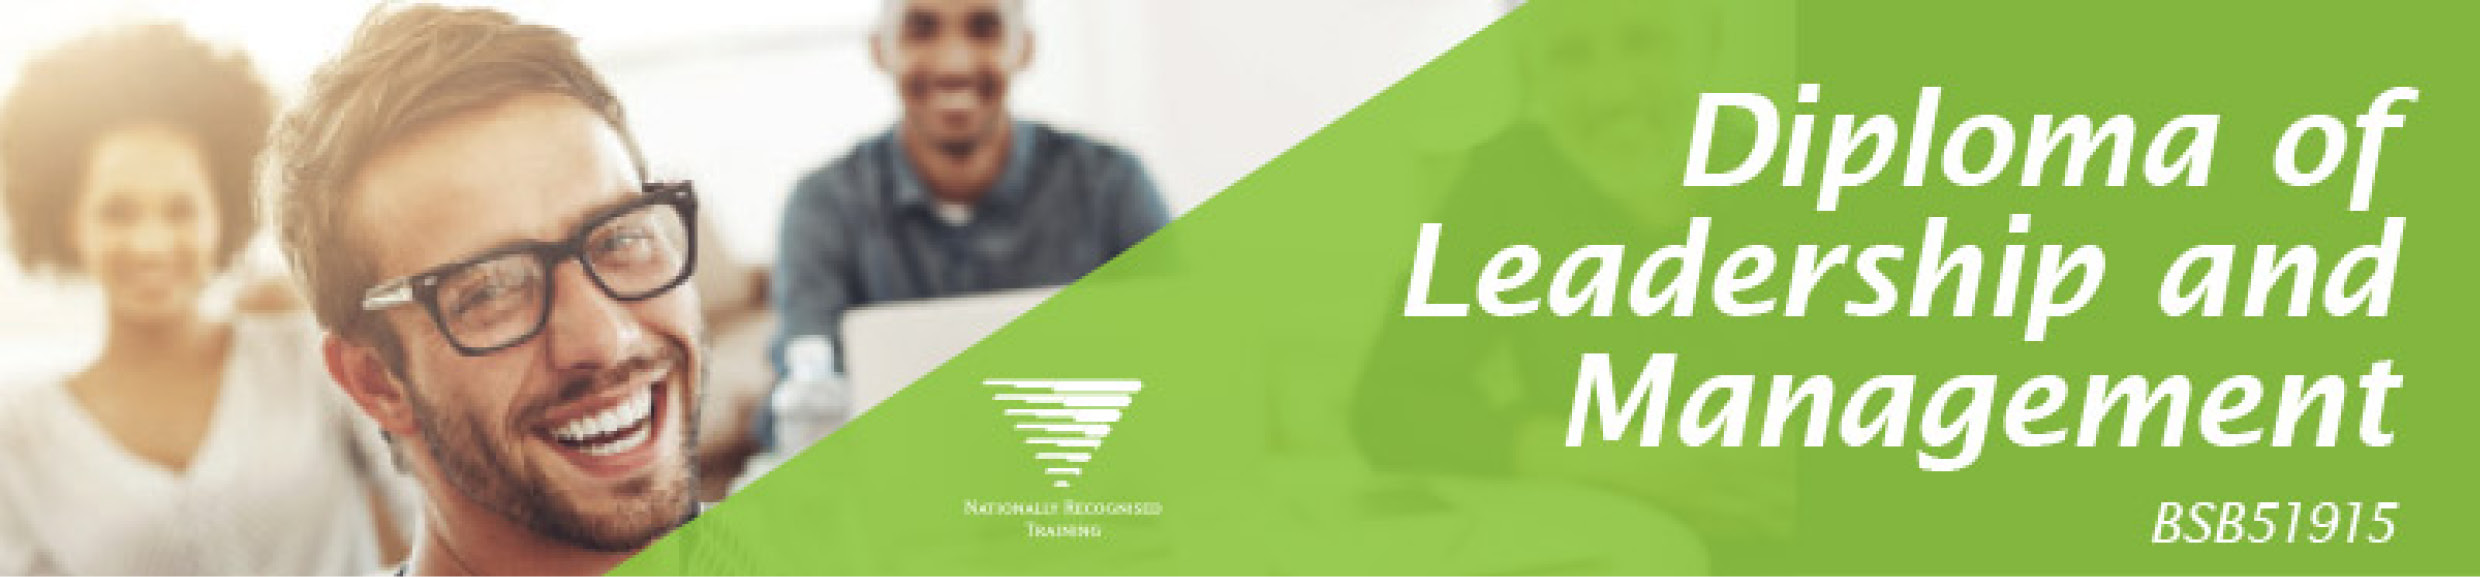 Diploma of
Leadership and
Management
BSB51915
NATIONALLY RECOGNISED
TRAINING